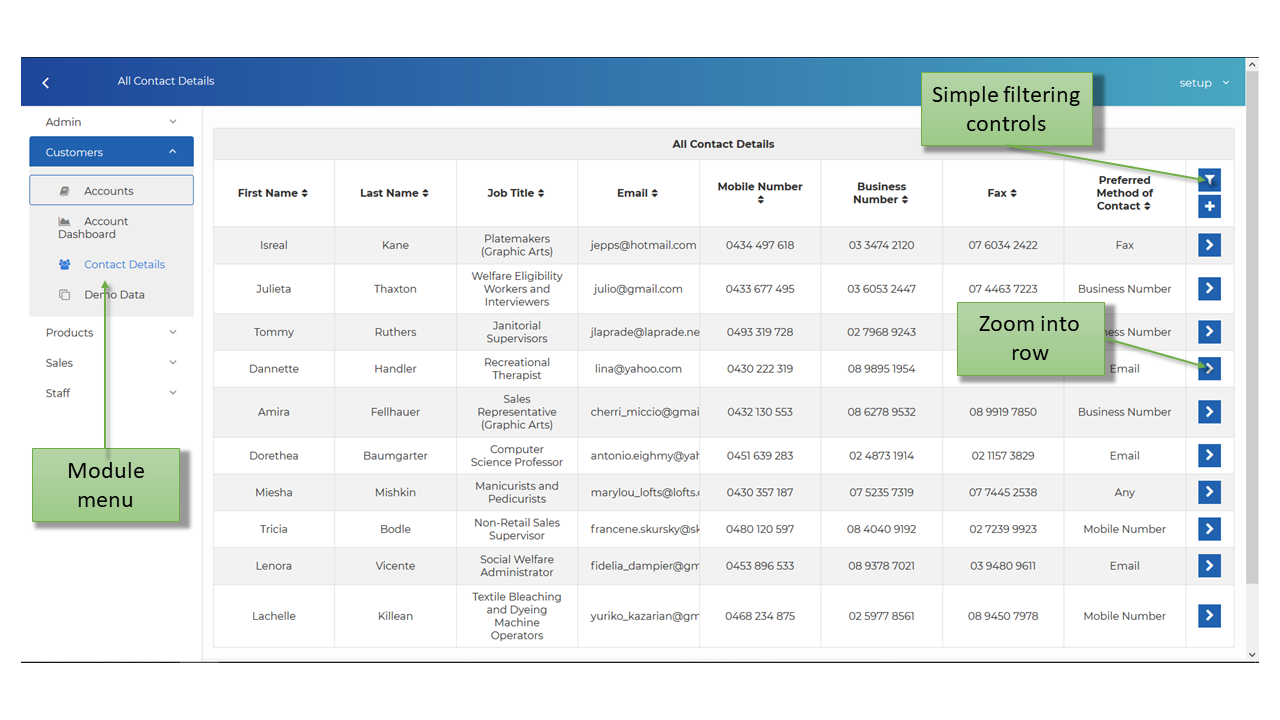 All Contact Details
setup
Simple filtering
controls
Admin
Customers
Accounts
Account
Dashboard
Contact Details
Demo Data
Products
Sales
Staff
Module
menu
All Contact Details
First Name
Last Name
Job Title
Email
Mobile Number
Business
Number
Fax
Preferred
Method of
Contact
Isreal
Kane
Platemakers
(Graphic Arts)
jepps@hotmail.com
0434 497 618
03 3474 2120
07 6034 2422
Fax
Julieta
Thaxton
Welfare Eligibility
Workers and
Interviewers
julio@gmail.com
0433 677 495
03 6053 2447
07 4463 7223
Business Number
Tommy
Ruthers
Janitorial
Supervisors
jlaprade@laprade.ne
0493 319 728
02 7968 9243
ess Number
Zoom into
row
Dannette
Handler
Recreational
Therapist
lina@yahoo.com
0430 222 319
08 9895 1954
Email
Amira
Fellhauer
Sales
Representative
(Graphic Arts)
cherri_miccio@gmai
0432 130 553
08 6278 9532
08 9919 7850
Business Number
Dorethea
Baumgarter
Computer
Science Professor
antonio.eighmy@yah
0451 639 283
02 4873 1914
02 1157 3829
Email
Miesha
Mishkin
Manicurists and
Pedicurists
marylou_lofts@lofts.
0430 357 187
07 5235 7319
07 7445 2538
Any
Tricia
Bodle
Non-Retail Sales
Supervisor
francene.skursky@sk
0480 120 597
08 4040 9192
02 7239 9923
Mobile Number
Lenora
Vicente
Social Welfare
Administrator
fidelia_dampier@gm
0453 896 533
08 9378 7021
03 9480 9611
Email
Lachelle
Killean
Textile Bleaching
and Dyeing
Machine
Operators
yuriko_kazarian@gm
0468 234 875
02 5977 8561
08 9450 7978
Mobile Number